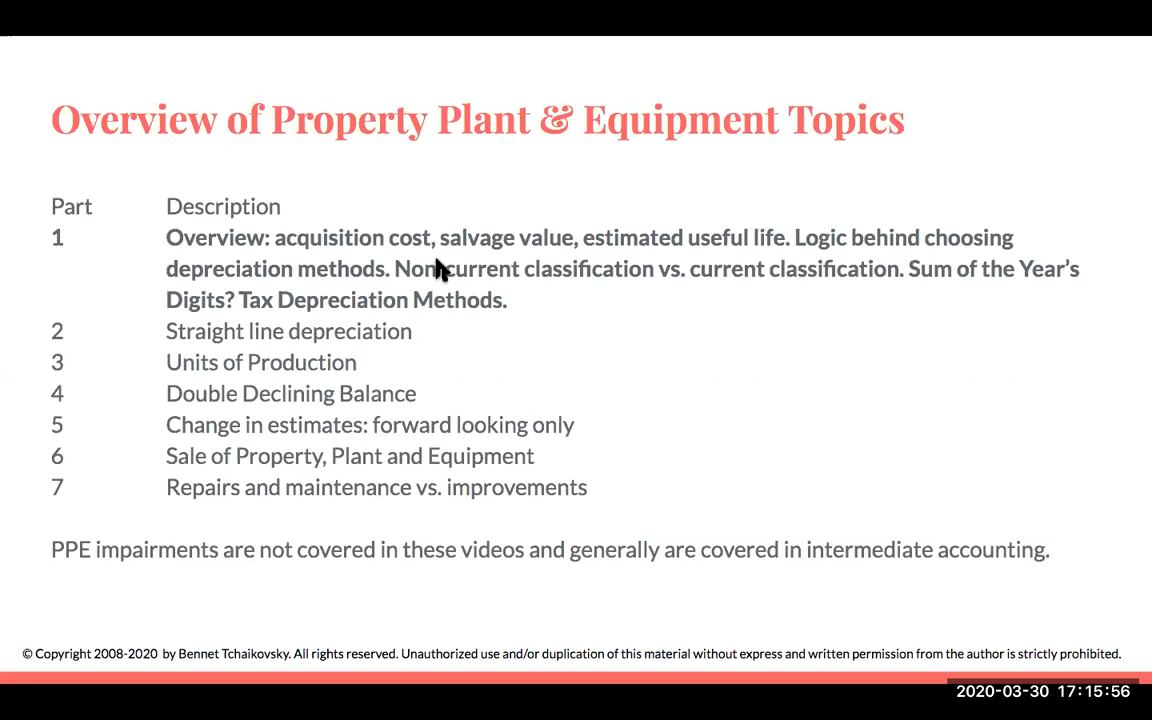 Overview of Property Plant & Equipment Topics
Part Description
1 Overview: acquisition cost, salvage value, estimated useful life. Logic behind choosing
depreciation methods. Non current classification vs. current classification. Sum of the Year's
Digits? Tax Depreciation Methods.
2 Straight line depreciation
3 Units of Production
4 Double Declining Balance
5 Change in estimates: forward looking only
6 Sale of Property, Plant and Equipment
7 Repairs and maintenance vs. improvements
PPE impairments are not covered in these videos and generally are covered in intermediate accounting.
© Copyright 2008-2020 by Bennet Tchaikovsky. All rights reserved. Unauthorized use and/or duplication of this material without express and written permission from the author is strictly prohibited.
2020-03-30 17:15:56